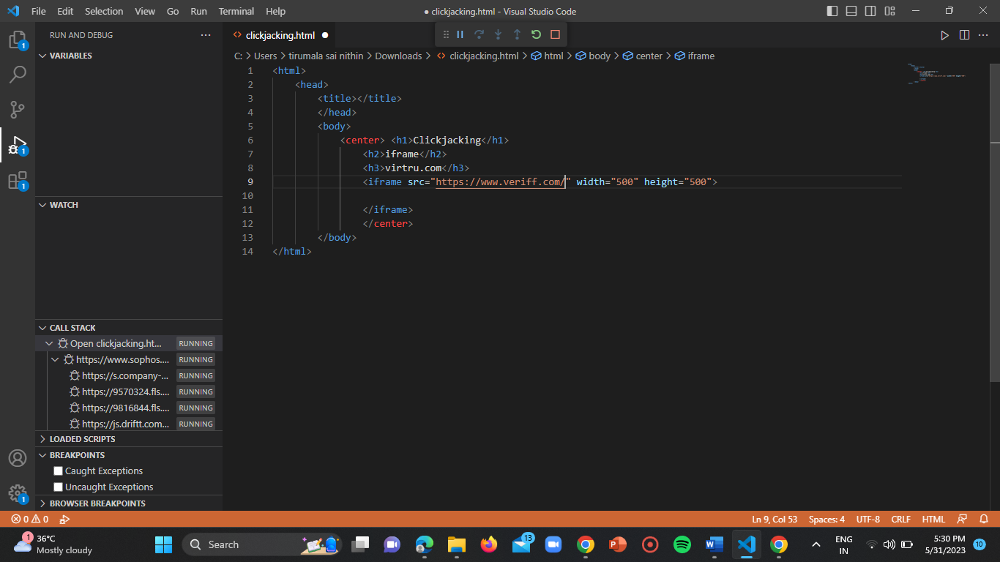 File Edit Selection View Go Run Terminal Help
● clickjacking.html - Visual Studio Code
RUN AND DEBUG
VARIABLES
WATCH
CALL STACK
Open clickjacking.ht... RUNNING
https://www.sophos.... RUNNING
https://s.company-... RUNNING
https://9570324.fls.... RUNNING
https://9816844.fls.... RUNNING
https://js.driftt.com... RUNNING
LOADED SCRIPTS
BREAKPOINTS
Caught Exceptions
Uncaught Exceptions
BROWSER BREAKPOINTS
1
1
1
1
clickjacking.html
C: > Users > tirumala sai nithin > Downloads > clickjacking.html > html > body > center > iframe
1 <html>
2 <head>
3 <title></title>
4 </head>
5 <body>
6 <center> <h1>Clickjacking</h1>
7 <h2>iframe</h2>
8 <h3>virtru.com</h3>
9 <iframe src="https://www.veriff.com/" width="500" height="500">
10
11 </iframe>
12 </center>
13 </body>
14 </html>
0 0
Ln 9, Col 53 Spaces: 4 UTF-8 CRLF HTML
1
36°C
Mostly cloudy
Search
13
ENG
IN
5:30 PM
5/31/2023
10